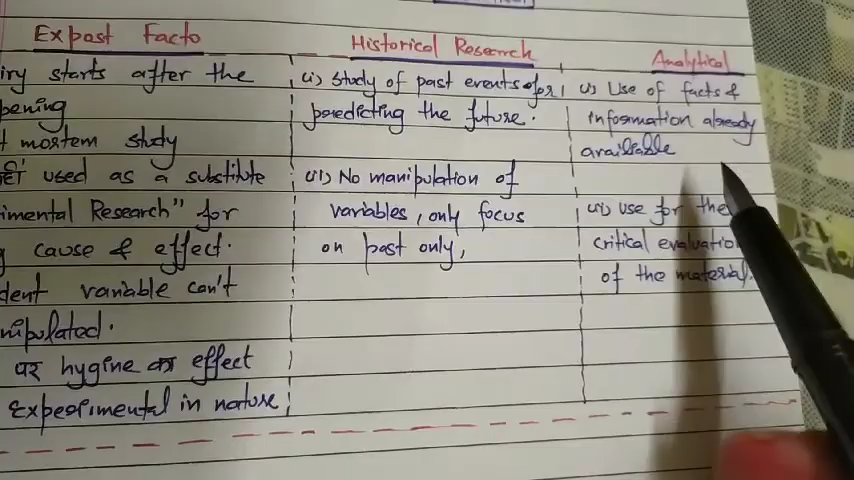 Expost Facto
iry starts after the
pening
t mortem study
used as a substitute
imental Research" for
g cause & effect.
dent variable can't
nipulated.
पर hygine का effect
Experimental in nature
Historical Research
(i) Study of past events for
predicting the future.
(ii) No manipulation of
variables, only focus
on past only,
Analytical
(i) Use of facts &
information already
available
(ii) use for the
critical evaluatio
of the material.